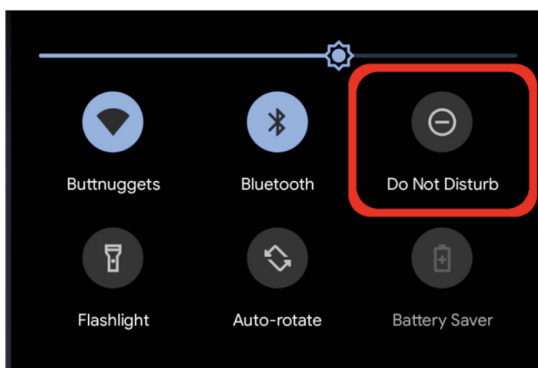 Buttnuggets
Bluetooth
Do Not Disturb
Flashlight
Auto-rotate
Battery Saver